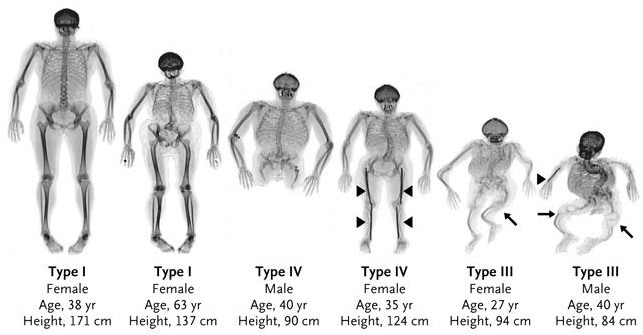 Type I
Female
Age, 38 yr
Height, 171 cm
Type I
Female
Age, 63 yr
Height, 137 cm
Type IV
Male
Age, 40 yr
Height, 90 cm
Type IV
Female
Age, 35 yr
Height, 124 cm
Type III
Female
Age, 27 yr
Height, 94 cm
Type III
Male
Age, 40 yr
Height, 84 cm